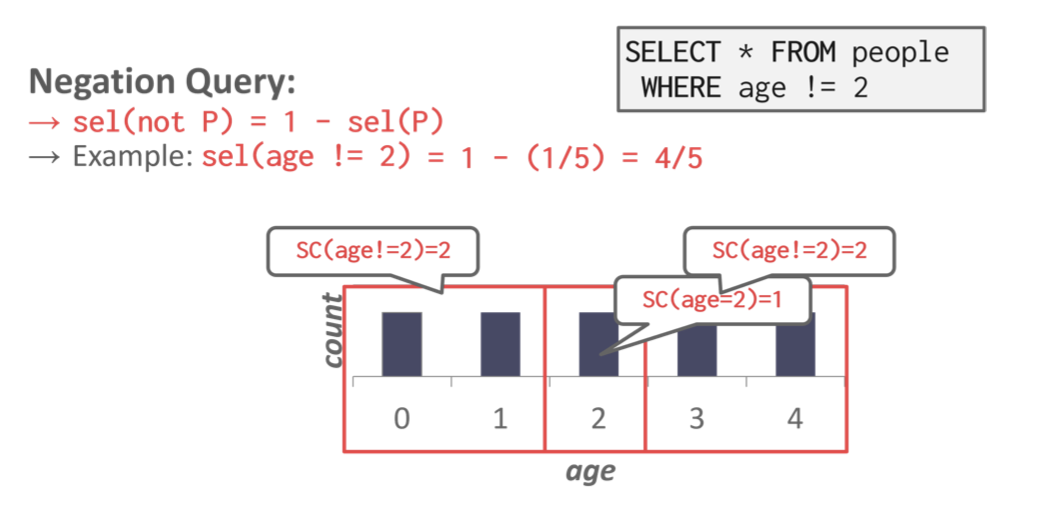 Negation Query:
→ sel(not P) = 1 - sel(P)
→ Example: sel(age != 2) = 1 - (1/5) = 4/5
SELECT * FROM people
WHERE age != 2
SC(age!=2)=2
SC(age!=2)=2
SC(age=2)=1
count
0 1 2 3 4
age